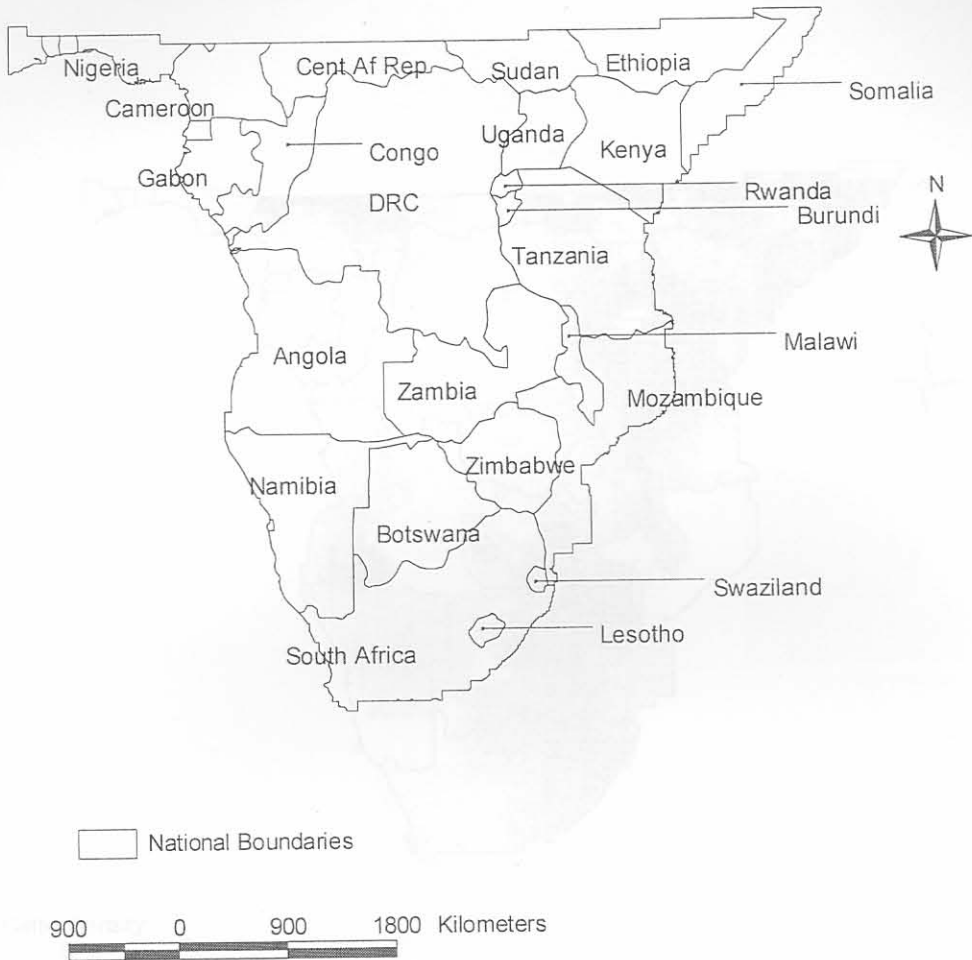 Nigeria
Cent Af Rep
Sudan
Ethiopia
Somalia
Cameroon
Uganda
Kenya
Congo
Gabon
DRC
Rwanda
N
Burundi
Tanzania
Angola
Malawi
Zambia
Mozambique
Zimbabwe
Namibia
Botswana
Swaziland
Lesotho
South Africa
National Boundaries
900 0 900 1800 Kilometers